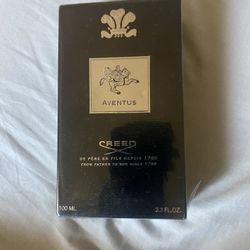 AVENTUS
CREED
DE PÈRE EN FILS DEPUIS 1760
FROM FATHER TO SON SINCE 1760
100 ML
3.3 FL.OZ.